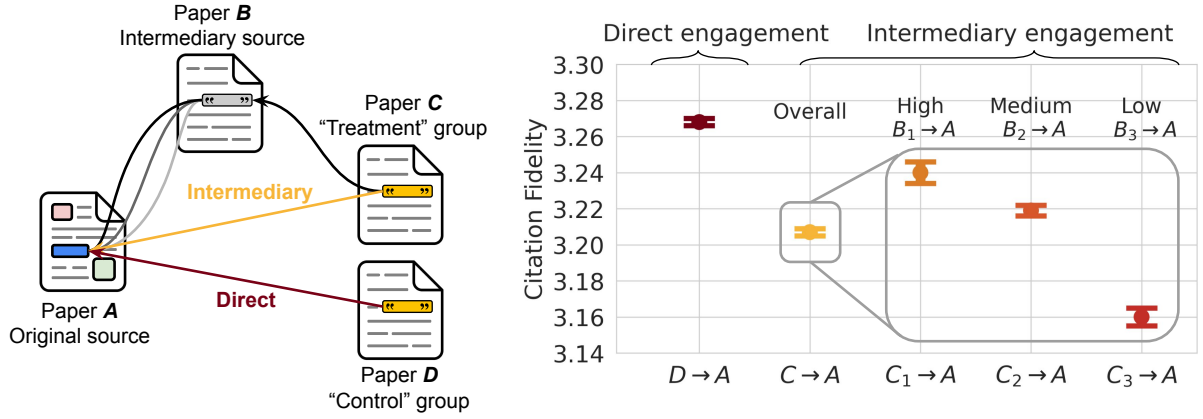 Paper B
Intermediary source
“ ”
Paper C
“Treatment” group
“ ”
Intermediary
Direct
Paper A
Original source
“ ”
Paper D
“Control” group
Direct engagement
Intermediary engagement
Citation Fidelity
3.30
3.28
3.26
3.24
3.22
3.20
3.18
3.16
3.14
Overall
High
B₁ → A
Medium
B₂ → A
Low
B₃ → A
D → A
C → A
C₁ → A
C₂ → A
C₃ → A